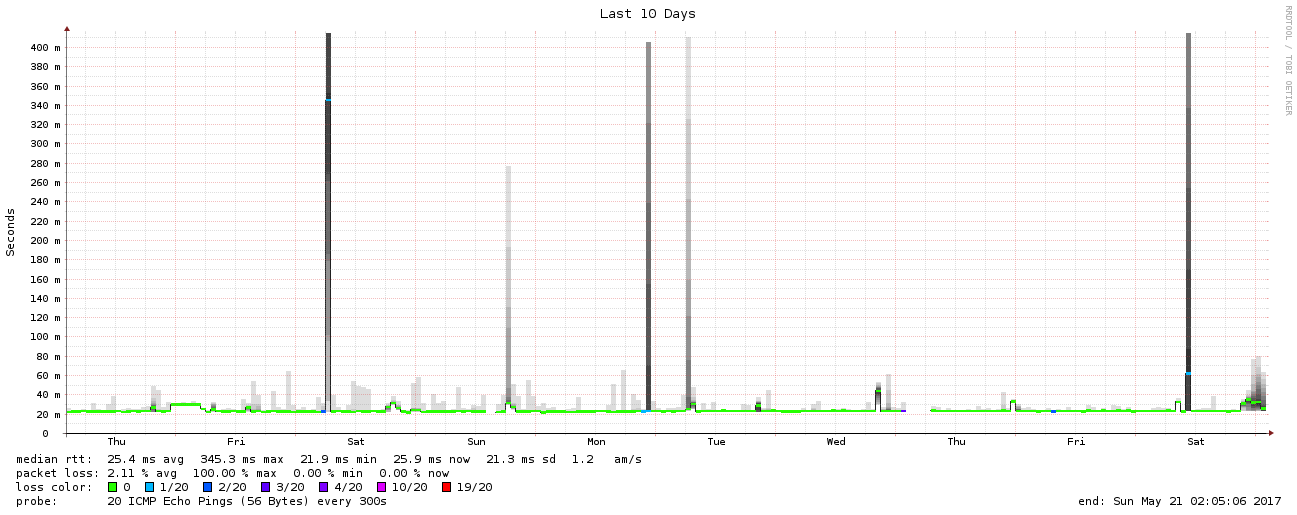 Last 10 Days
RRDTOOL / TOBI OETIKER
Seconds
400 m
380 m
360 m
340 m
320 m
300 m
280 m
260 m
240 m
220 m
200 m
180 m
160 m
140 m
120 m
100 m
80 m
60 m
40 m
20 m
0
Thu Fri Sat Sun Mon Tue Wed Thu Fri Sat
median rtt: 25.4 ms avg 345.3 ms max 21.9 ms min 25.9 ms now 21.3 ms sd 1.2 am/s
packet loss: 2.11 % avg 100.00 % max 0.00 % min 0.00 % now
loss color: 0 1/20 2/20 3/20 4/20 10/20 19/20
probe: 20 ICMP Echo Pings (56 Bytes) every 300s end: Sun May 21 02:05:06 2017